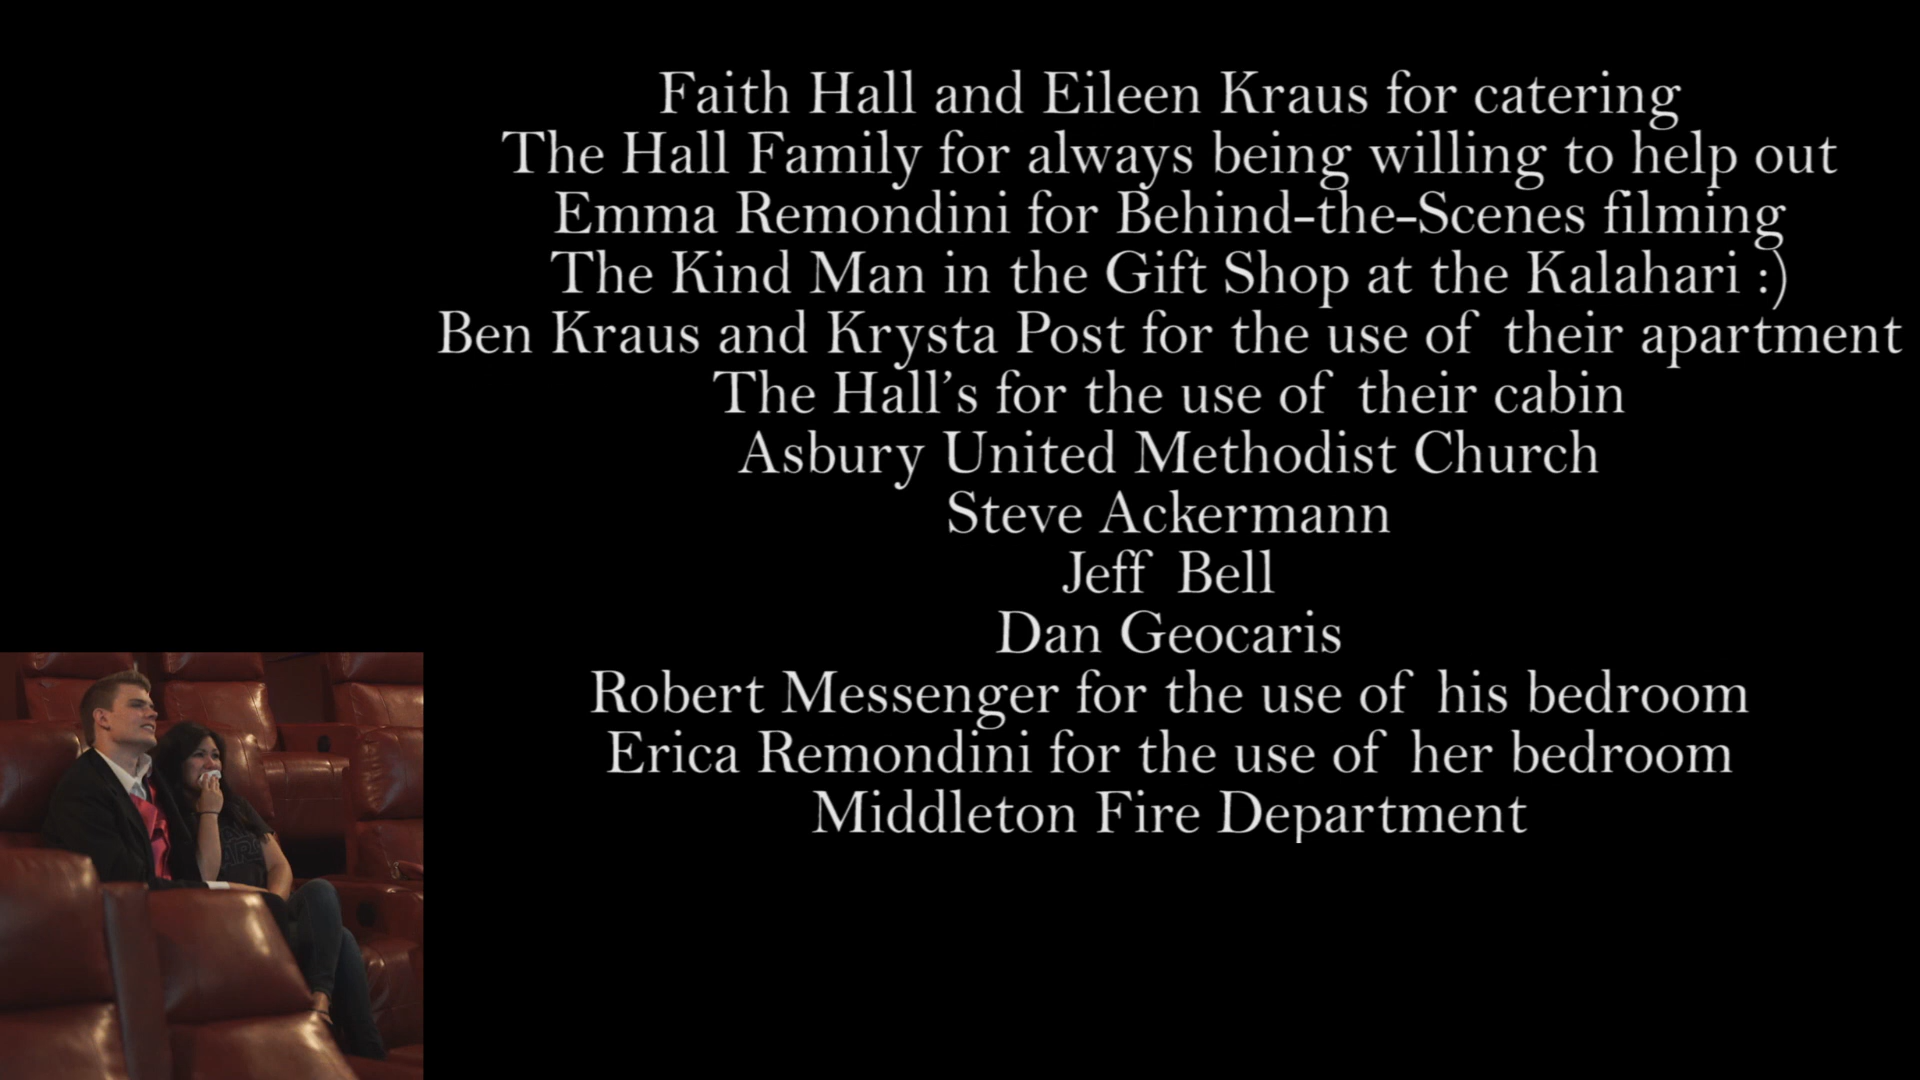 Faith Hall and Eileen Kraus for catering
The Hall Family for always being willing to help out
Emma Remondini for Behind-the-Scenes filming
The Kind Man in the Gift Shop at the Kalahari :)
Ben Kraus and Krysta Post for the use of their apartment
The Hall's for the use of their cabin
Asbury United Methodist Church
Steve Ackermann
Jeff Bell
Dan Geocaris
Robert Messenger for the use of his bedroom
Erica Remondini for the use of her bedroom
Middleton Fire Department